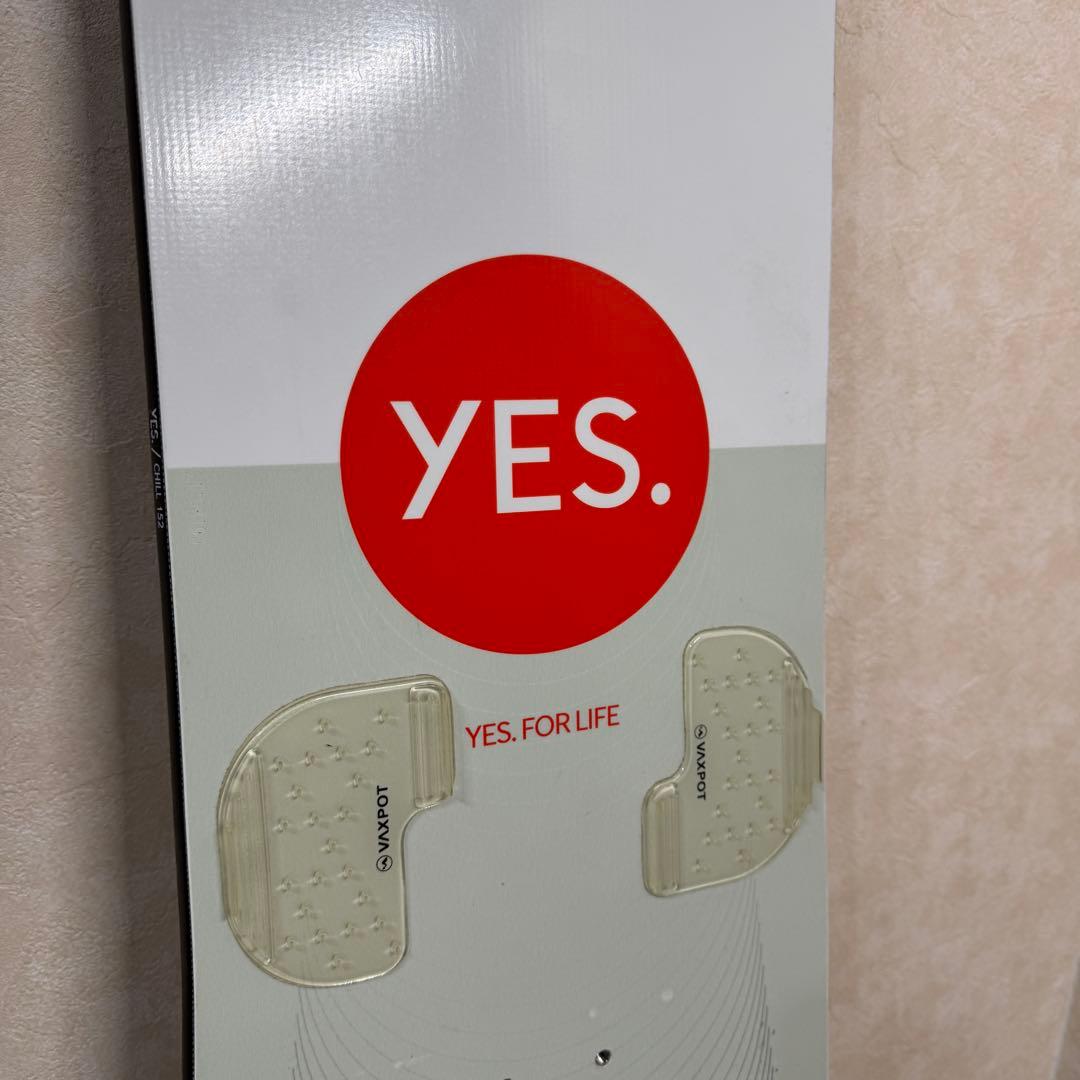 YES.
YES. / CHILL 152
YES. FOR LIFE
VAXPOT
VAXPOT